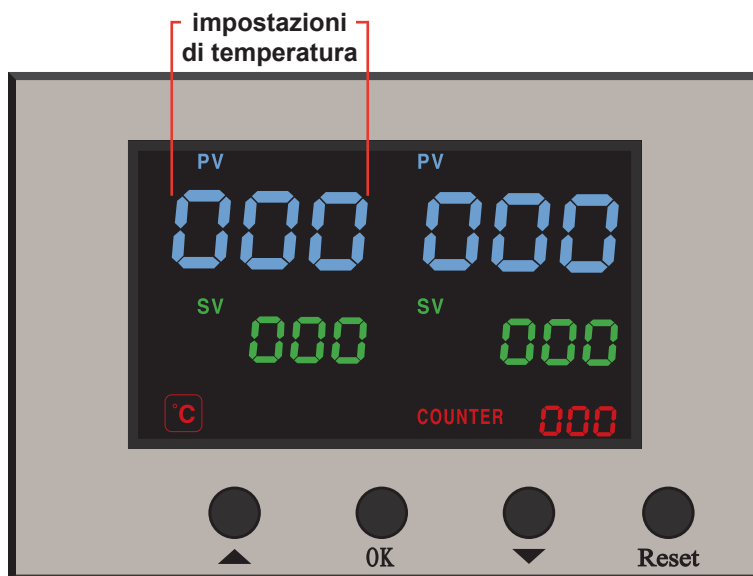 impostazioni
di temperatura
PV PV
000 000
SV SV
000 000
°C COUNTER 000
▲ OK ▼ Reset